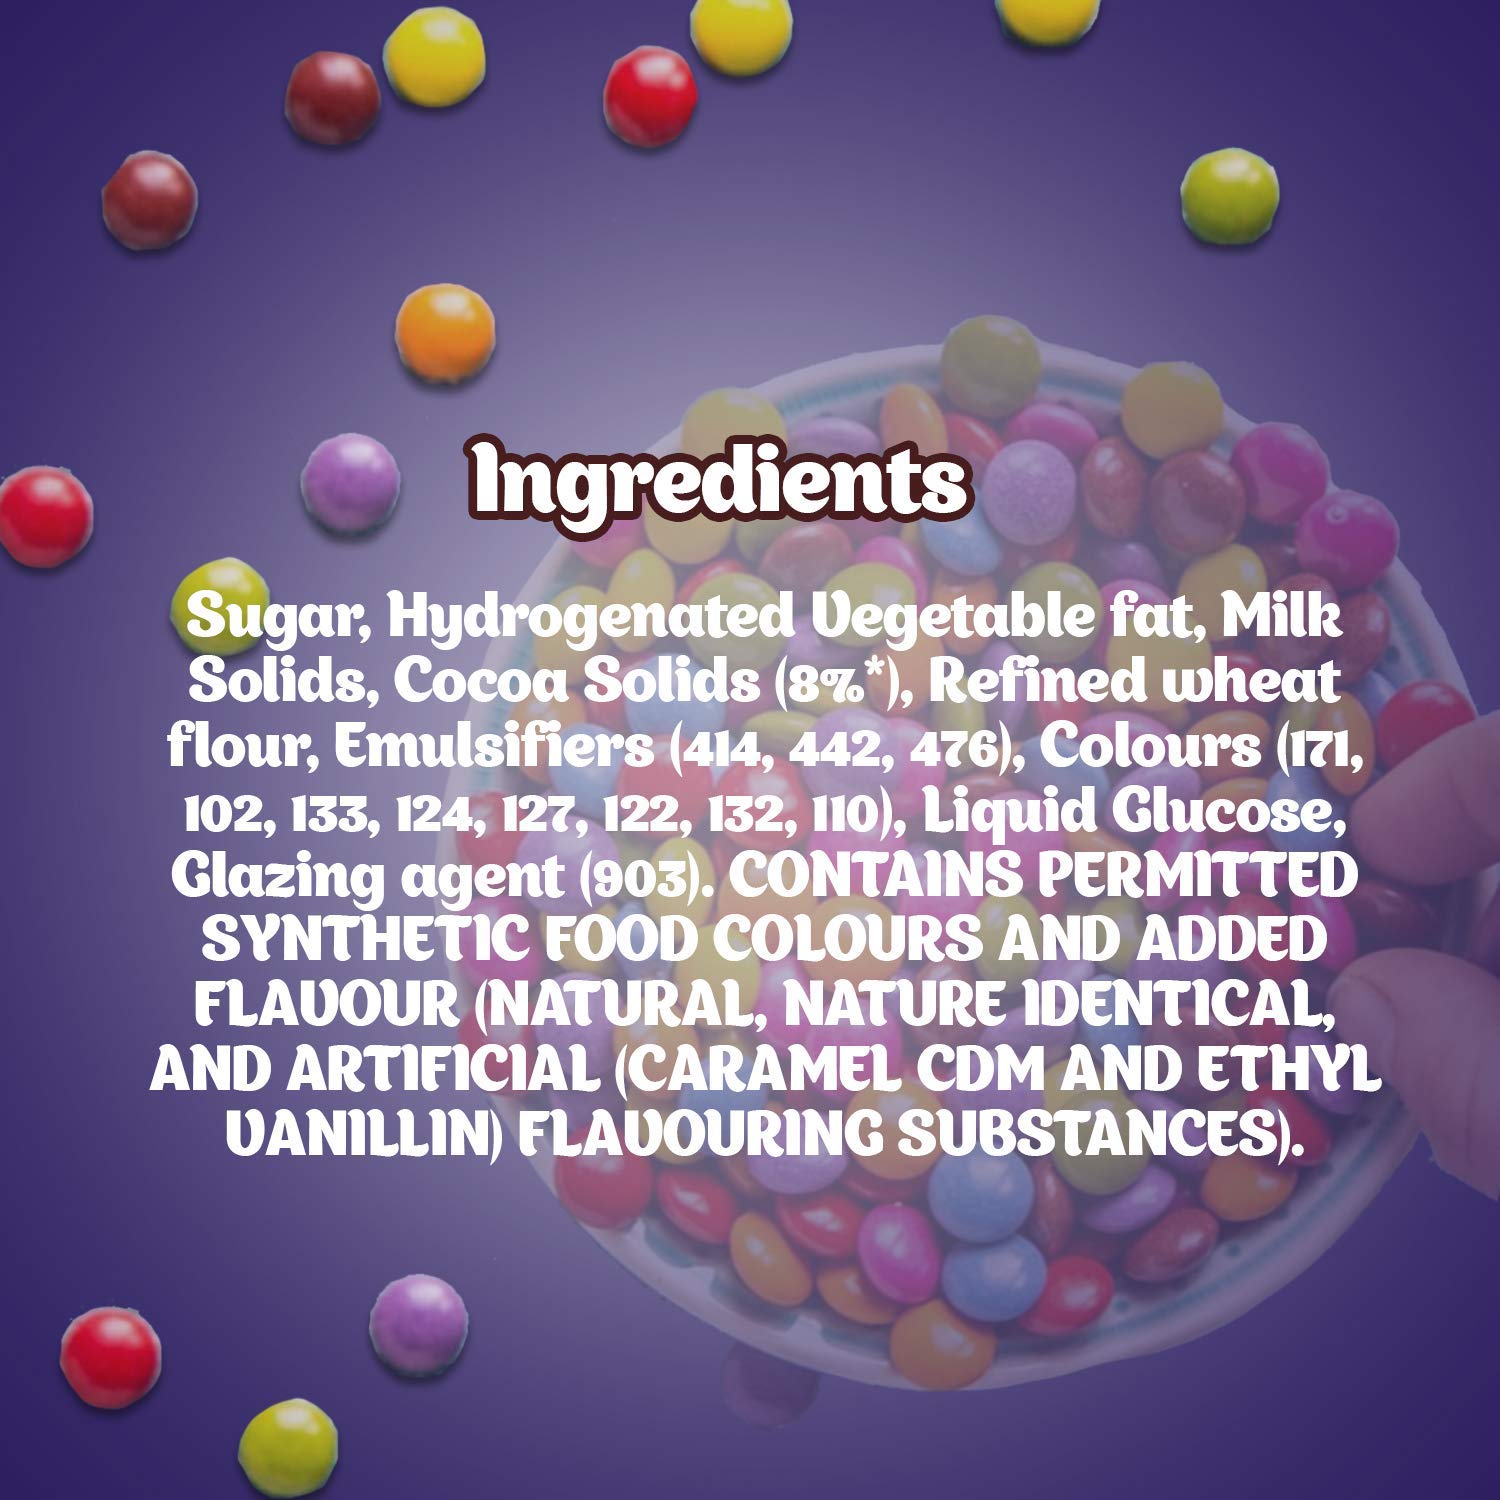 Ingredients
Sugar, Hydrogenated Vegetable fat, Milk
Solids, Cocoa Solids (8%*), Refined wheat
flour, Emulsifiers (414, 442, 476), Colours (171,
102, 133, 124, 127, 122, 132, 110), Liquid Glucose,
Glazing agent (903). CONTAINS PERMITTED
SYNTHETIC FOOD COLOURS AND ADDED
FLAVOUR (NATURAL, NATURE IDENTICAL,
AND ARTIFICIAL (CARAMEL CDM AND ETHYL
VANILLIN) FLAVOURING SUBSTANCES).